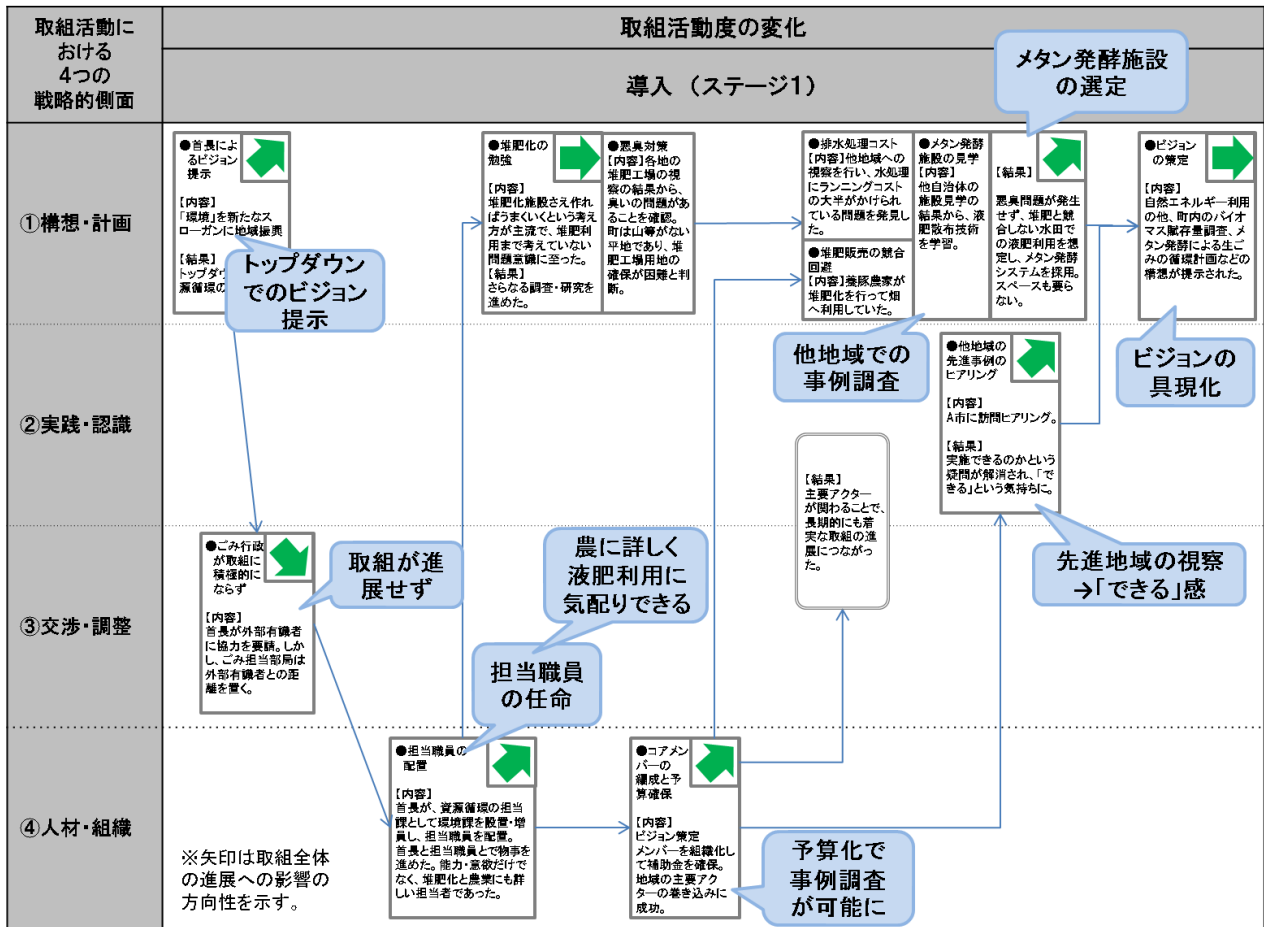 取組活動に
おける
4つの
戦略的側面
取組活動度の変化
導入 （ステージ1）
メタン発酵施設
の選定
①構想・計画
●首長によ
るビジョン
提示
【内容】
「環境」を新たなス
ローガンに地域振興
【結果】
トップダウ
源循環の
トップダウン
でのビジョン
提示
●堆肥化の
勉強
【内容】
堆肥化施設さえ作れ
ばうまくいくという考え
方が主流で、堆肥利
用まで考えていない
問題意識に至った。
【結果】
さらなる調査・研究を
進めた。
●悪臭対策
【内容】各地の
堆肥工場の視
察の結果から、
臭いの問題があ
ることを確認。
町は山等がない
平地であり、堆
肥工場用地の
確保が困難と判
断。
●排水処理コスト
【内容】他地域への
視察を行い、水処理
にランニングコスト
の大半がかけられ
ている問題を発見し
た。
●堆肥販売の競合
回避
【内容】養豚農家が
堆肥化を行って畑
へ利用していた。
●メタン発酵
施設の見学
【内容】
他自治体の
施設見学の
結果から、液
肥散布技術
を学習。
【結果】
悪臭問題が発生
せず、堆肥と競
合しない水田で
の液肥利用を想
定し、メタン発酵
システムを採用。
スペースも要ら
ない。
●ビジョン
の策定
【内容】
自然エネルギー利用
の他、町内のバイオ
マス賦存量調査、メ
タン発酵による生ご
みの循環計画などの
構想が提示された。
他地域での
事例調査
ビジョンの
具現化
②実践・認識
●他地域の
先進事例の
ヒアリング
【内容】
A市に訪問ヒアリング。
【結果】
実施できるのかという
疑問が解消され、「で
きる」という気持ちに。
【結果】
主要アクター
が関わることで、
長期的にも着
実な取組の進
展につながっ
た。
先進地域の視察
→「できる」感
③交渉・調整
●ごみ行政
が取組に
積極的に
ならず
【内容】
首長が外部有識者
に協力を要請。しか
し、ごみ担当部局は
外部有識者との距
離を置く。
取組が進
展せず
農に詳しく
液肥利用に
気配りできる
担当職員
の任命
④人材・組織
※矢印は取組全体
の進展への影響の
方向性を示す。
●担当職員の
配置
【内容】
首長が、資源循環の担当
課として環境課を設置・増
員し、担当職員を配置。
首長と担当職員とで物事を
進めた。能力・意欲だけで
なく、堆肥化と農業にも詳
しい担当者であった。
●コアメン
バーの
編成と予
算確保
【内容】
ビジョン策定
メンバーを組織化し
て補助金を確保。
地域の主要アク
ターの巻き込みに
成功。
予算化で
事例調査
が可能に